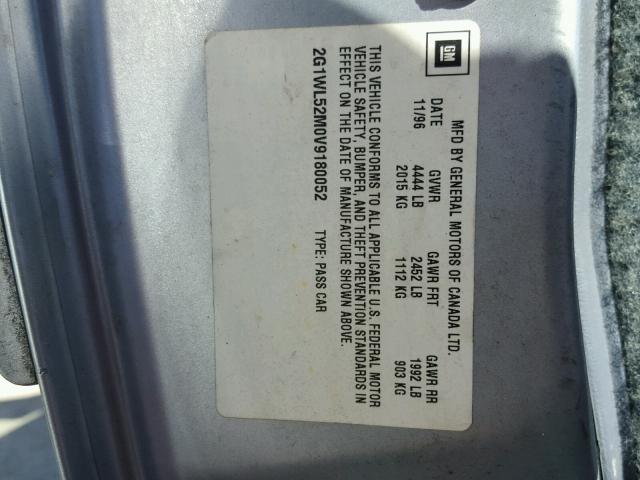 GM
MFD BY GENERAL MOTORS OF CANADA LTD.
DATE GVWR GAWR FRT GAWR RR
11/96 4444 LB 2452 LB 1992 LB
2015 KG 1112 KG 903 KG
THIS VEHICLE CONFORMS TO ALL APPLICABLE U.S. FEDERAL MOTOR
VEHICLE SAFETY, BUMPER, AND THEFT PREVENTION STANDARDS IN
EFFECT ON THE DATE OF MANUFACTURE SHOWN ABOVE.
2G1WL52M0V9180052 TYPE: PASS CAR